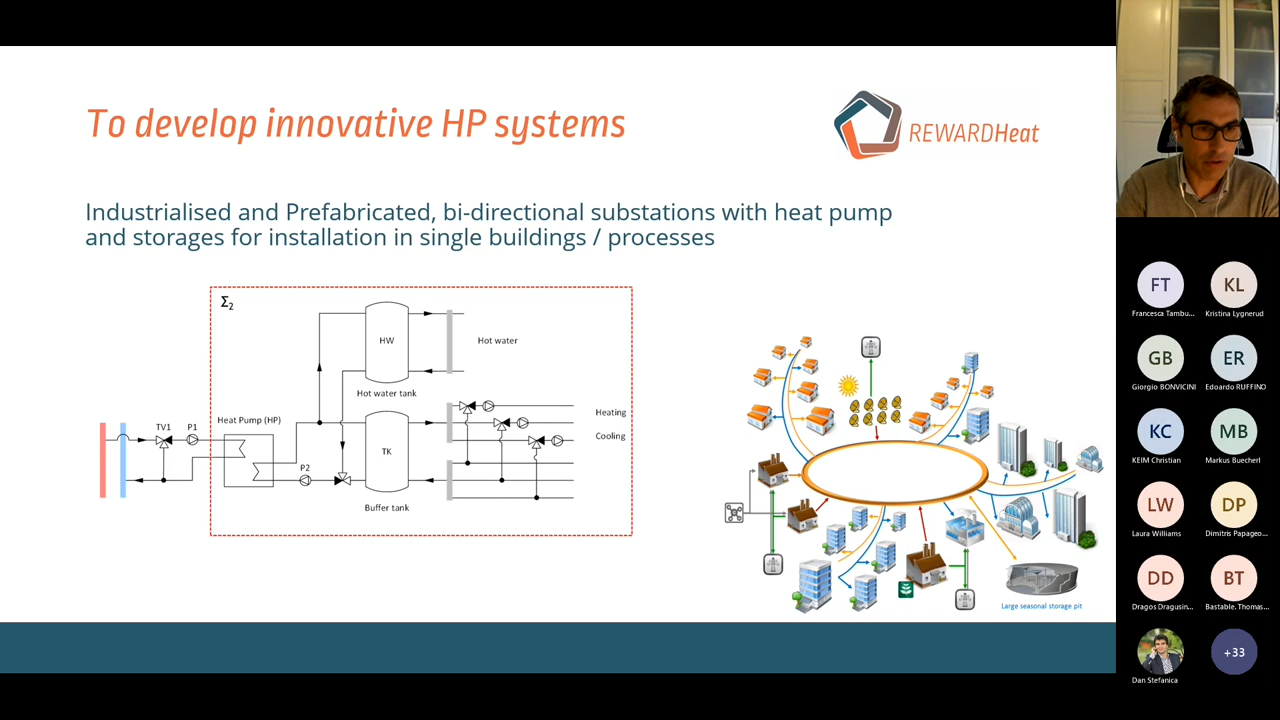 To develop innovative HP systems
REWARDHeat
Industrialised and Prefabricated, bi-directional substations with heat pump
and storages for installation in single buildings / processes
Σ2
HW
Hot water
Hot water tank
Heating
Heat Pump (HP)
TV1
P1
Cooling
TK
P2
Buffer tank
Large seasonal storage pit
FT
KL
Francesca Tambu...
Kristina Lygnerud
GB
ER
Giorgio BONVICINI
Edoardo RUFFINO
KC
MB
KEIM Christian
Markus Buecherl
LW
DP
Laura Williams
Dimitris Papageo...
DD
BT
Dragos Dragusin...
Bastable, Thomas...
+33
Dan Stefanica